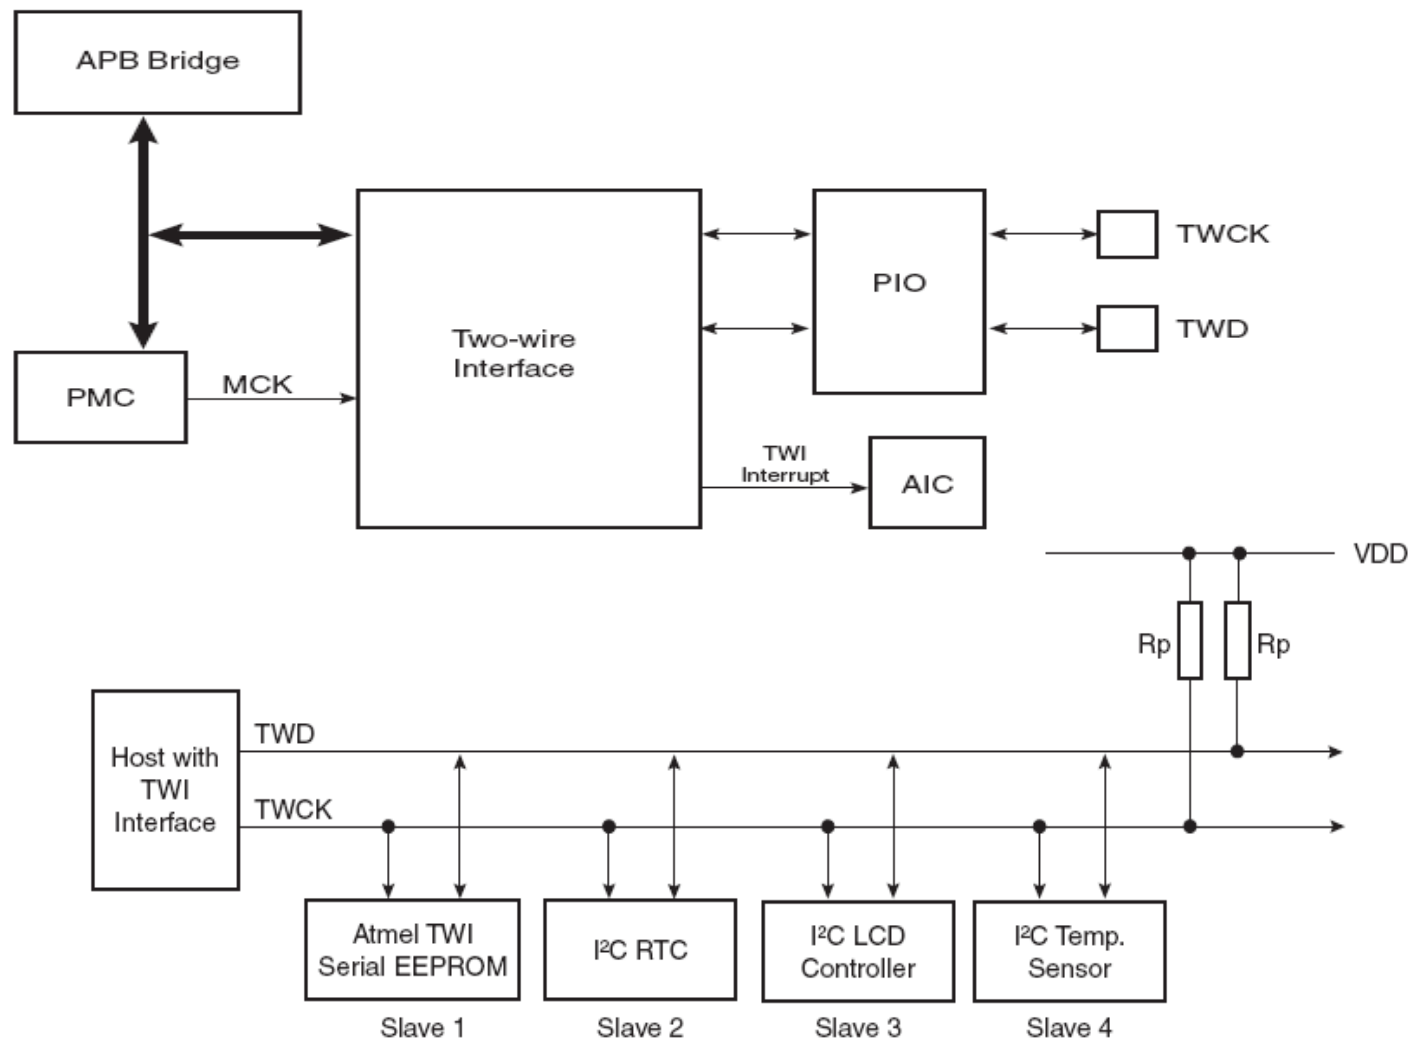 APB Bridge
TWCK
PIO
Two-wire
Interface
TWD
MCK
PMC
TWI
Interrupt
AIC
VDD
Rp
Rp
TWD
Host with
TWI
Interface
TWCK
Atmel TWI
Serial EEPROM
I²C RTC
I²C LCD
Controller
I²C Temp.
Sensor
Slave 1
Slave 2
Slave 3
Slave 4